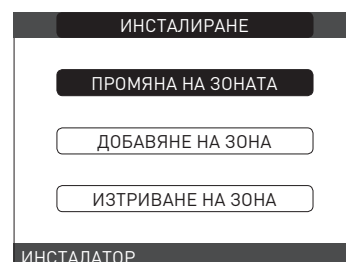 ИНСТАЛИРАНЕ
ПРОМЯНА НА ЗОНАТА
ДОБАВЯНЕ НА ЗОНА
ИЗТРИВАНЕ НА ЗОНА
ИНСТАЛАТОР